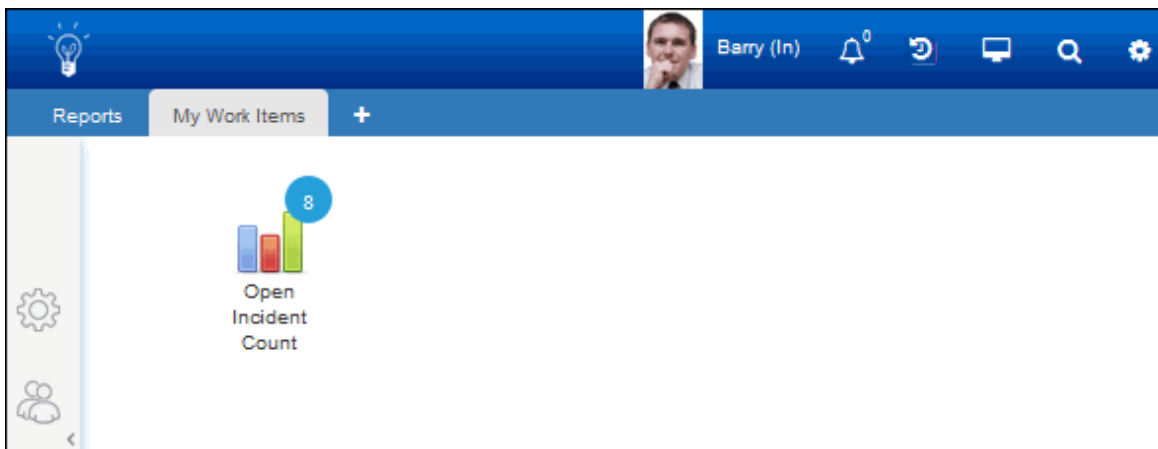 Barry (In)
0
Reports
My Work Items
+
8
Open
Incident
Count